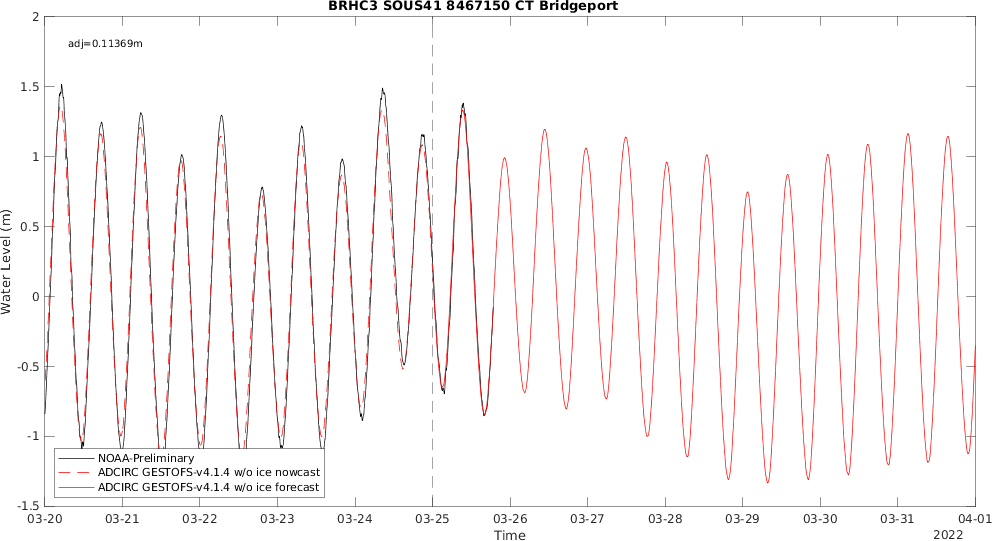 BRHC3 SOUS41 8467150 CT Bridgeport
2
adj=0.11369m
1.5
1
0.5
0
-0.5
-1
-1.5
Water Level (m)
NOAA-Preliminary
ADCIRC GESTOFS-v4.1.4 w/o ice nowcast
ADCIRC GESTOFS-v4.1.4 w/o ice forecast
03-20 03-21 03-22 03-23 03-24 03-25 03-26 03-27 03-28 03-29 03-30 03-31 04-01
Time
2022